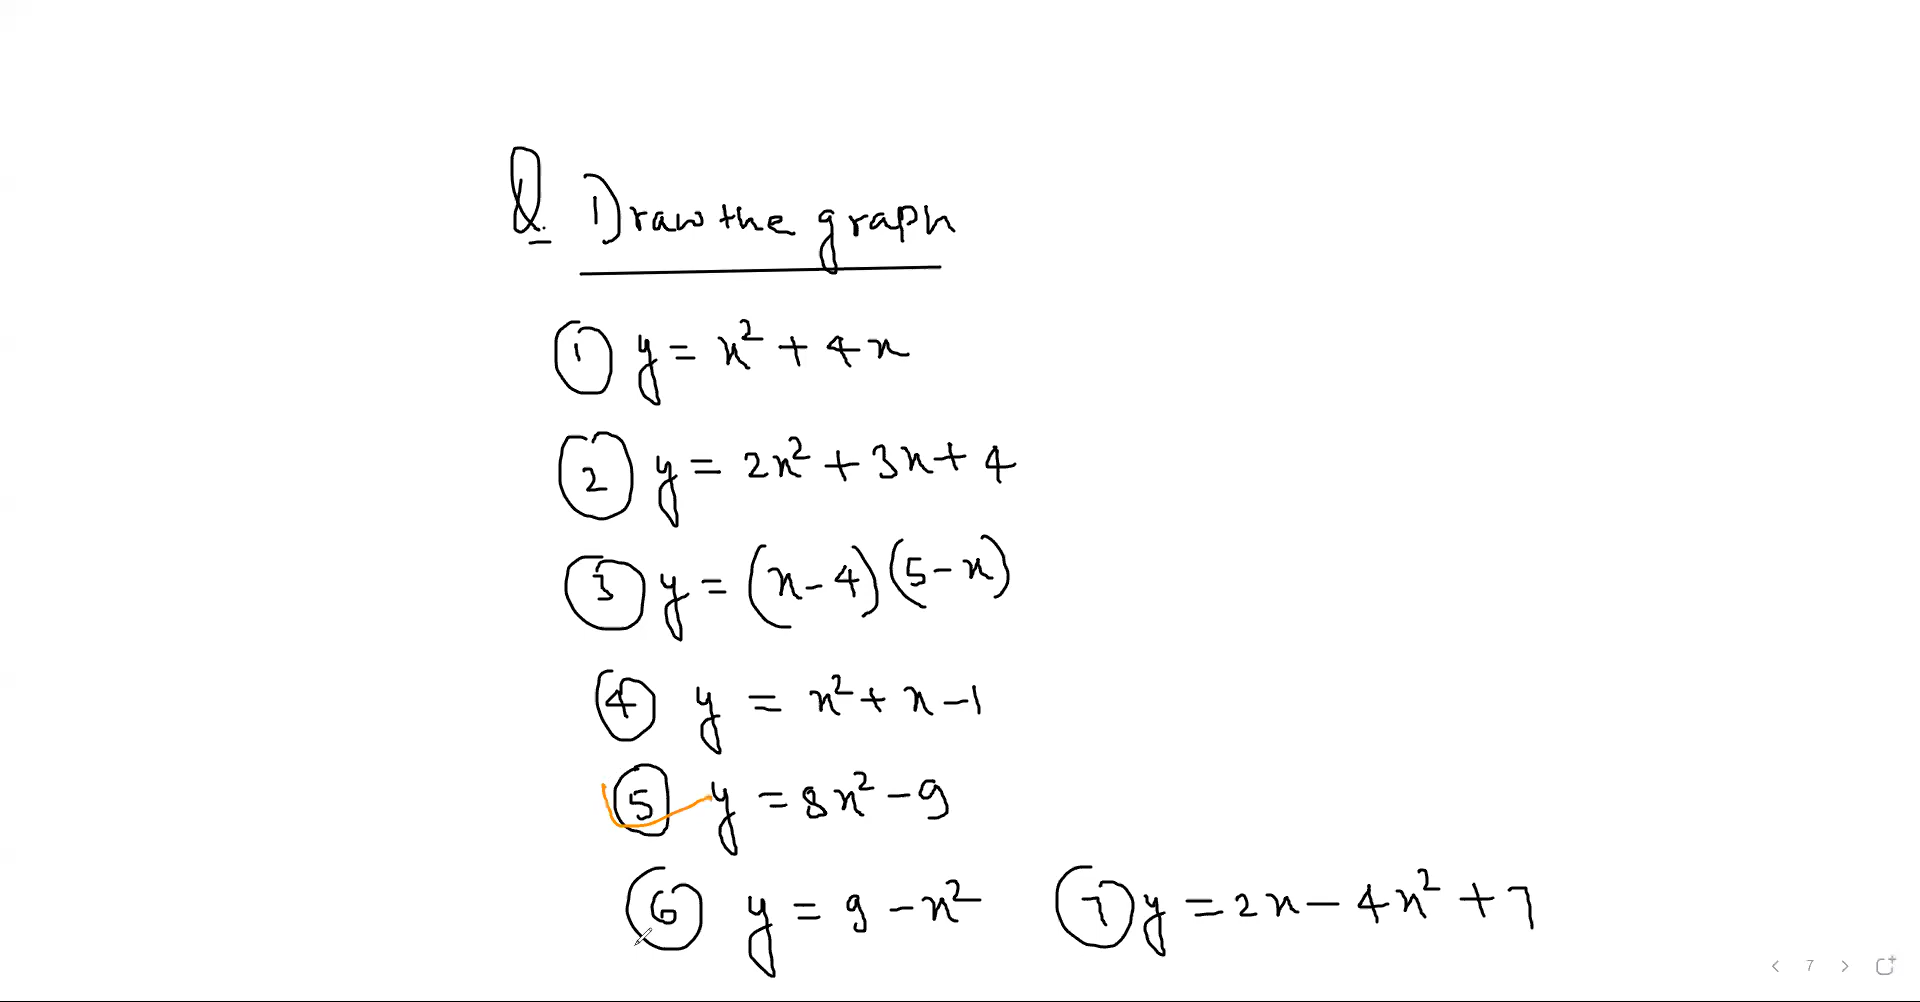 Q. Draw the graph
① y = x² + 4x
② y = 2x² + 3x + 4
③ y = (x-4)(5-x)
④ y = x² + x - 1
⑤ y = 8x² - 9
⑥ y = 9 - x² ⑦ y = 2x - 4x² + 7
7